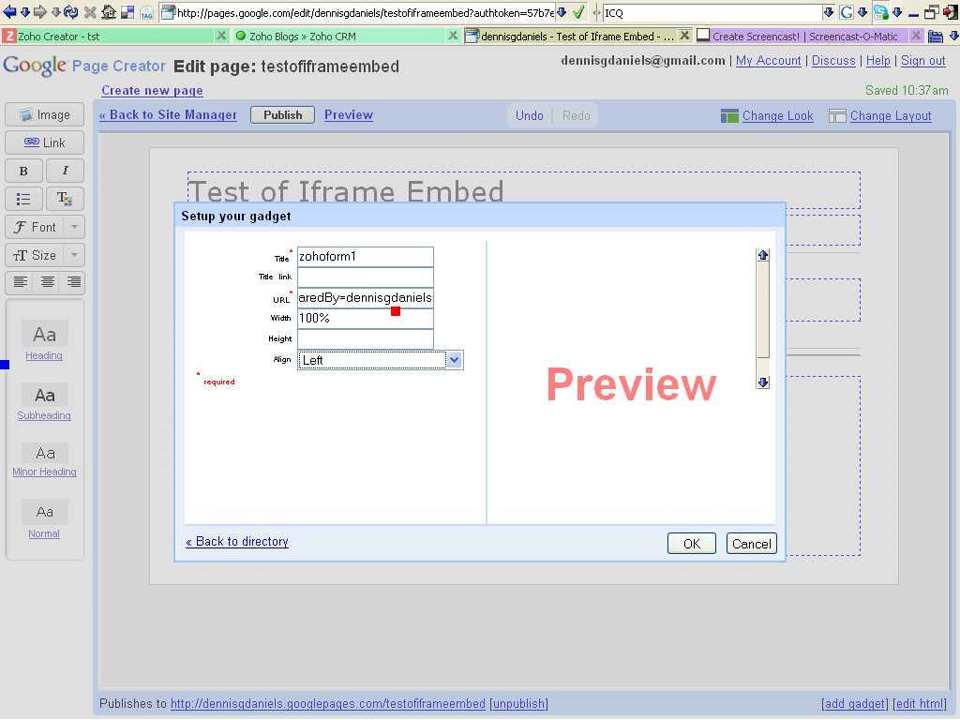 http://pages.google.com/edit/dennisgdaniels/testofiframeembed?authtoken=57b7e
ICQ
Zoho Creator - tst
Zoho Blogs » Zoho CRM
dennisgdaniels - Test of Iframe Embed - ...
Create Screencast! | Screencast-O-Matic
Google Page Creator Edit page: testofiframeembed
dennisgdaniels@gmail.com | My Account | Discuss | Help | Sign out
Create new page
Saved 10:37am
Image
« Back to Site Manager Publish Preview Undo Redo Change Look Change Layout
Link
B I
Font
Size
Test of Iframe Embed
Setup your gadget
Title * zohoform1
Title link
URL * aredBy=dennisgdaniels
Width 100%
Height
Align Left
* required
Preview
Aa
Heading
Aa
Subheading
Aa
Minor Heading
Aa
Normal
« Back to directory
OK Cancel
Publishes to http://dennisgdaniels.googlepages.com/testofiframeembed [unpublish]
[add gadget] [edit html]